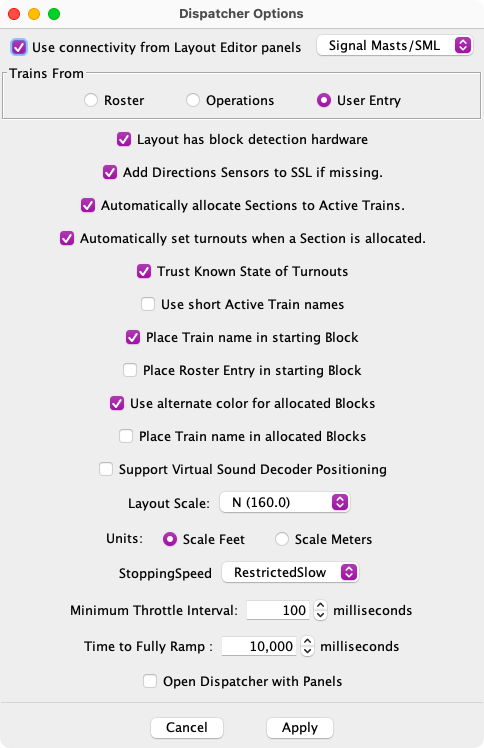 Dispatcher Options
Use connectivity from Layout Editor panels Signal Masts/SML
Trains From
Roster Operations User Entry
Layout has block detection hardware
Add Directions Sensors to SSL if missing.
Automatically allocate Sections to Active Trains.
Automatically set turnouts when a Section is allocated.
Trust Known State of Turnouts
Use short Active Train names
Place Train name in starting Block
Place Roster Entry in starting Block
Use alternate color for allocated Blocks
Place Train name in allocated Blocks
Support Virtual Sound Decoder Positioning
Layout Scale: N (160.0)
Units: Scale Feet Scale Meters
StoppingSpeed RestrictedSlow
Minimum Throttle Interval: 100 milliseconds
Time to Fully Ramp : 10,000 milliseconds
Open Dispatcher with Panels
Cancel Apply